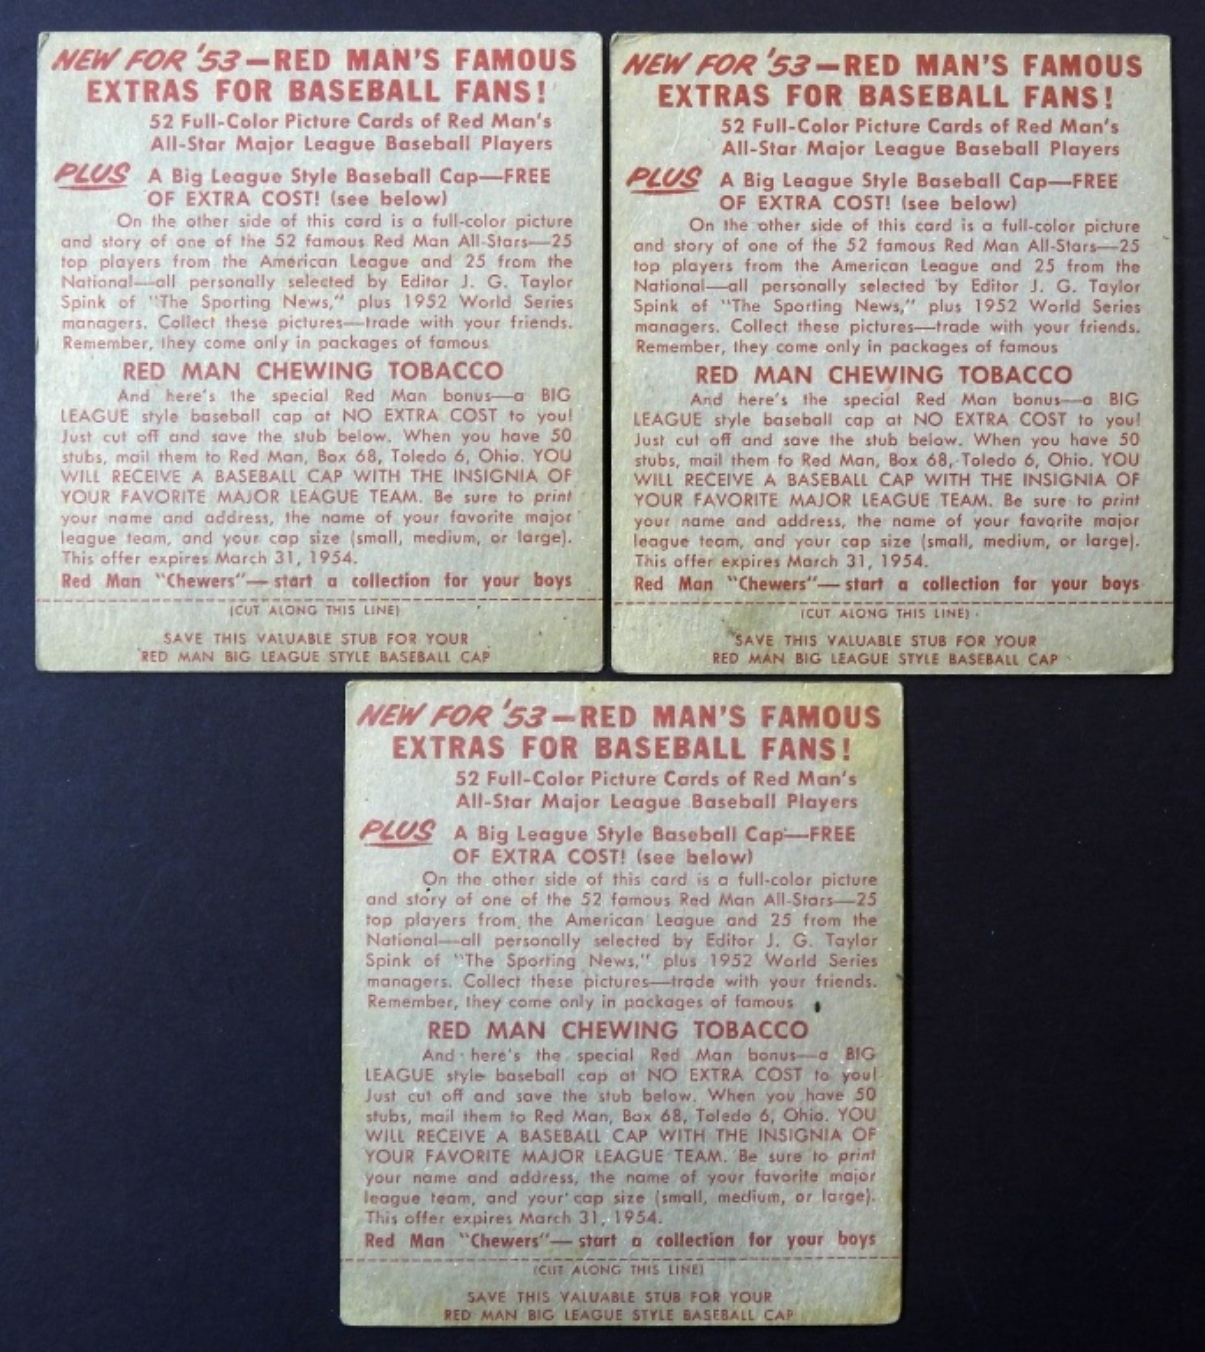 NEW FOR '53—RED MAN'S FAMOUS
EXTRAS FOR BASEBALL FANS!
52 Full-Color Picture Cards of Red Man's
All-Star Major League Baseball Players
PLUS A Big League Style Baseball Cap—FREE
OF EXTRA COST! (see below)
On the other side of this card is a full-color picture
and story of one of the 52 famous Red Man All-Stars—25
top players from the American League and 25 from the
National—all personally selected by Editor J. G. Taylor
Spink of "The Sporting News," plus 1952 World Series
managers. Collect these pictures—trade with your friends.
Remember, they come only in packages of famous
RED MAN CHEWING TOBACCO
And here's the special Red Man bonus—a BIG
LEAGUE style baseball cap at NO EXTRA COST to you!
Just cut off and save the stub below. When you have 50
stubs, mail them to Red Man, Box 68, Toledo 6, Ohio. YOU
WILL RECEIVE A BASEBALL CAP WITH THE INSIGNIA OF
YOUR FAVORITE MAJOR LEAGUE TEAM. Be sure to print
your name and address, the name of your favorite major
league team, and your cap size (small, medium, or large).
This offer expires March 31, 1954.
Red Man "Chewers"—start a collection for your boys
(CUT ALONG THIS LINE)
SAVE THIS VALUABLE STUB FOR YOUR
RED MAN BIG LEAGUE STYLE BASEBALL CAP
NEW FOR '53—RED MAN'S FAMOUS
EXTRAS FOR BASEBALL FANS!
52 Full-Color Picture Cards of Red Man's
All-Star Major League Baseball Players
PLUS A Big League Style Baseball Cap—FREE
OF EXTRA COST! (see below)
On the other side of this card is a full-color picture
and story of one of the 52 famous Red Man All-Stars—25
top players from the American League and 25 from the
National—all personally selected by Editor J. G. Taylor
Spink of "The Sporting News," plus 1952 World Series
managers. Collect these pictures—trade with your friends.
Remember, they come only in packages of famous
RED MAN CHEWING TOBACCO
And here's the special Red Man bonus—a BIG
LEAGUE style baseball cap at NO EXTRA COST to you!
Just cut off and save the stub below. When you have 50
stubs, mail them to Red Man, Box 68, Toledo 6, Ohio. YOU
WILL RECEIVE A BASEBALL CAP WITH THE INSIGNIA OF
YOUR FAVORITE MAJOR LEAGUE TEAM. Be sure to print
your name and address, the name of your favorite major
league team, and your cap size (small, medium, or large).
This offer expires March 31, 1954.
Red Man "Chewers"—start a collection for your boys
(CUT ALONG THIS LINE)
SAVE THIS VALUABLE STUB FOR YOUR
RED MAN BIG LEAGUE STYLE BASEBALL CAP
NEW FOR '53—RED MAN'S FAMOUS
EXTRAS FOR BASEBALL FANS!
52 Full-Color Picture Cards of Red Man's
All-Star Major League Baseball Players
PLUS A Big League Style Baseball Cap—FREE
OF EXTRA COST! (see below)
On the other side of this card is a full-color picture
and story of one of the 52 famous Red Man All-Stars—25
top players from the American League and 25 from the
National—all personally selected by Editor J. G. Taylor
Spink of "The Sporting News," plus 1952 World Series
managers. Collect these pictures—trade with your friends.
Remember, they come only in packages of famous
RED MAN CHEWING TOBACCO
And here's the special Red Man bonus—a BIG
LEAGUE style baseball cap at NO EXTRA COST to you!
Just cut off and save the stub below. When you have 50
stubs, mail them to Red Man, Box 68, Toledo 6, Ohio. YOU
WILL RECEIVE A BASEBALL CAP WITH THE INSIGNIA OF
YOUR FAVORITE MAJOR LEAGUE TEAM. Be sure to print
your name and address, the name of your favorite major
league team, and your cap size (small, medium, or large).
This offer expires March 31, 1954.
Red Man "Chewers"—start a collection for your boys
(CUT ALONG THIS LINE)
SAVE THIS VALUABLE STUB FOR YOUR
RED MAN BIG LEAGUE STYLE BASEBALL CAP